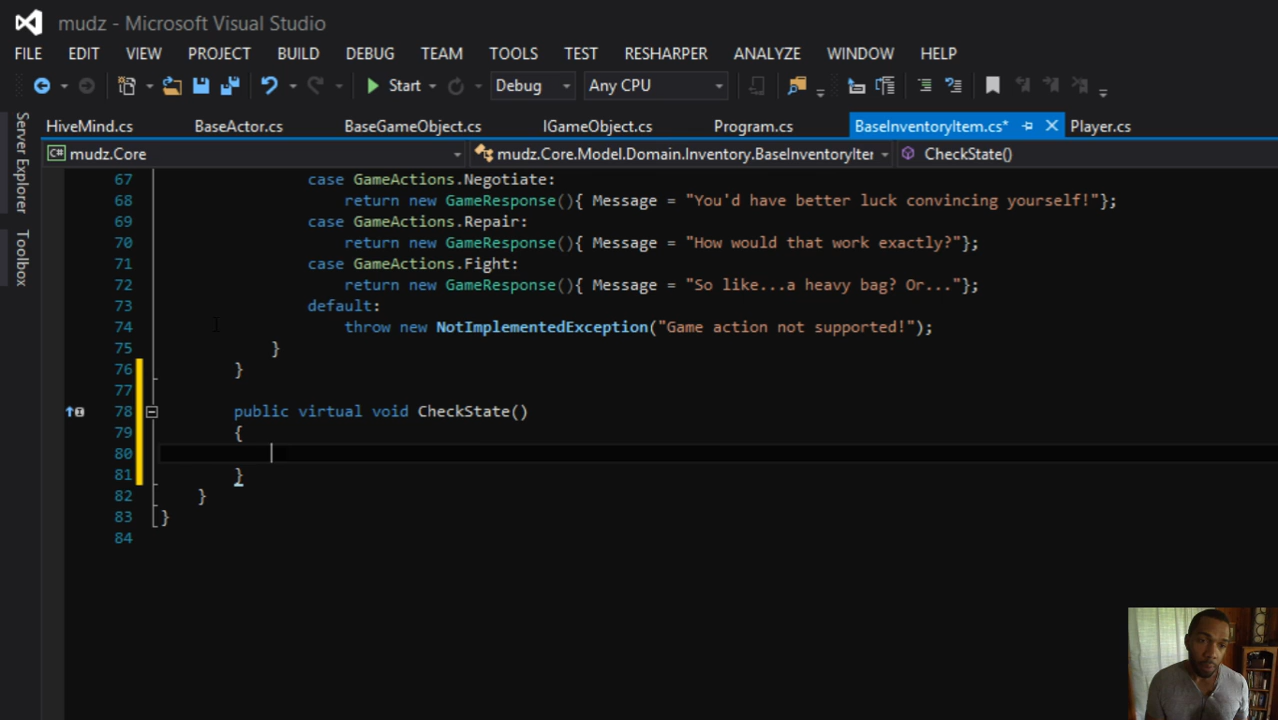 mudz - Microsoft Visual Studio
FILE EDIT VIEW PROJECT BUILD DEBUG TEAM TOOLS TEST RESHARPER ANALYZE WINDOW HELP
Start Debug Any CPU
Server Explorer
Toolbox
HiveMind.cs BaseActor.cs BaseGameObject.cs IGameObject.cs Program.cs BaseInventoryItem.cs* Player.cs
C# mudz.Core mudz.Core.Model.Domain.Inventory.BaseInventoryIter CheckState()
67 case GameActions.Negotiate:
68 return new GameResponse(){ Message = "You'd have better luck convincing yourself!"};
69 case GameActions.Repair:
70 return new GameResponse(){ Message = "How would that work exactly?"};
71 case GameActions.Fight:
72 return new GameResponse(){ Message = "So like...a heavy bag? Or..."};
73 default:
74 throw new NotImplementedException("Game action not supported!");
75 }
76 }
77
78 public virtual void CheckState()
79 {
80
81 }
82 }
83 }
84